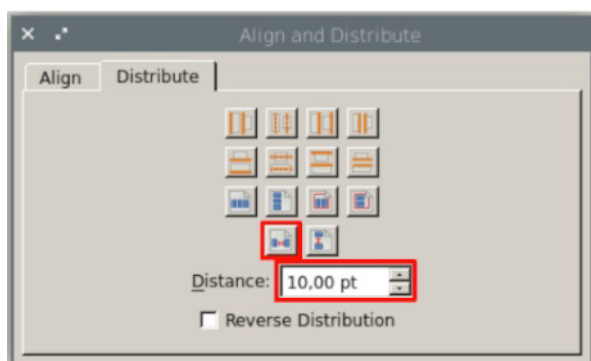 Align and Distribute
Align Distribute
Distance: 10,00 pt
Reverse Distribution